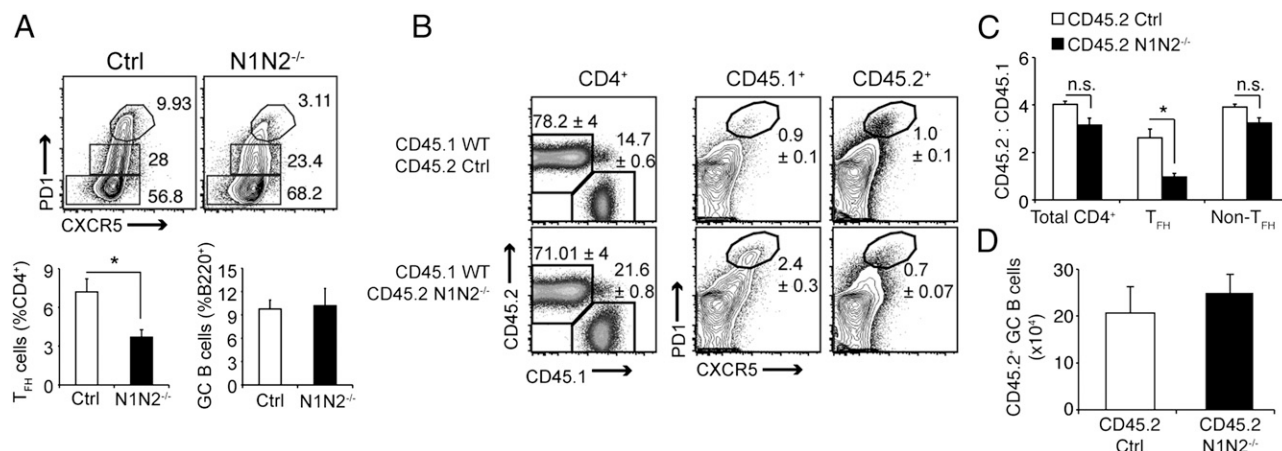 A
Ctrl
N1N2-/-
9.93
3.11
28
23.4
56.8
68.2
PD1
CXCR5
TFH cells (%CD4+)
9
6
3
0
*
Ctrl
N1N2-/-
GC B cells (%B220+)
15
12
9
6
3
0
Ctrl
N1N2-/-
B
CD4+
CD45.1+
CD45.2+
CD45.1 WT
CD45.2 Ctrl
78.2 ± 4
14.7
± 0.6
0.9
± 0.1
1.0
± 0.1
CD45.1 WT
CD45.2 N1N2-/-
71.01 ± 4
21.6
± 0.8
2.4
± 0.3
0.7
± 0.07
CD45.2
CD45.1
PD1
CXCR5
C
CD45.2 Ctrl
CD45.2 N1N2-/-
CD45.2 : CD45.1
6
4
2
0
n.s.
*
n.s.
Total CD4+
TFH
Non-TFH
D
CD45.2+ GC B cells
(x10⁴)
30
20
10
0
CD45.2
Ctrl
CD45.2
N1N2-/-